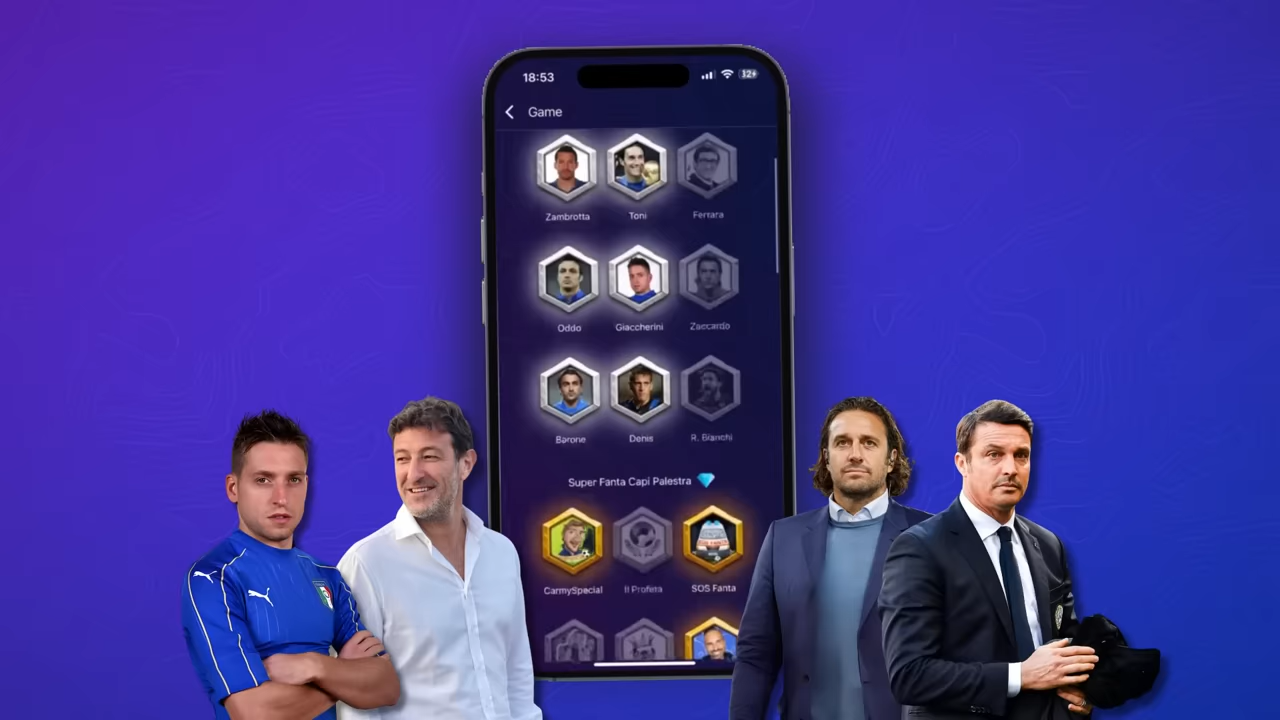 18:53
12+
Game
Zambrotta Toni Ferrara
Oddo Giaccherini Zaccardo
Barone Denis R. Bianchi
Super Fanta Capi Palestra
CarmySpecial Il Profeta SOS Fanta